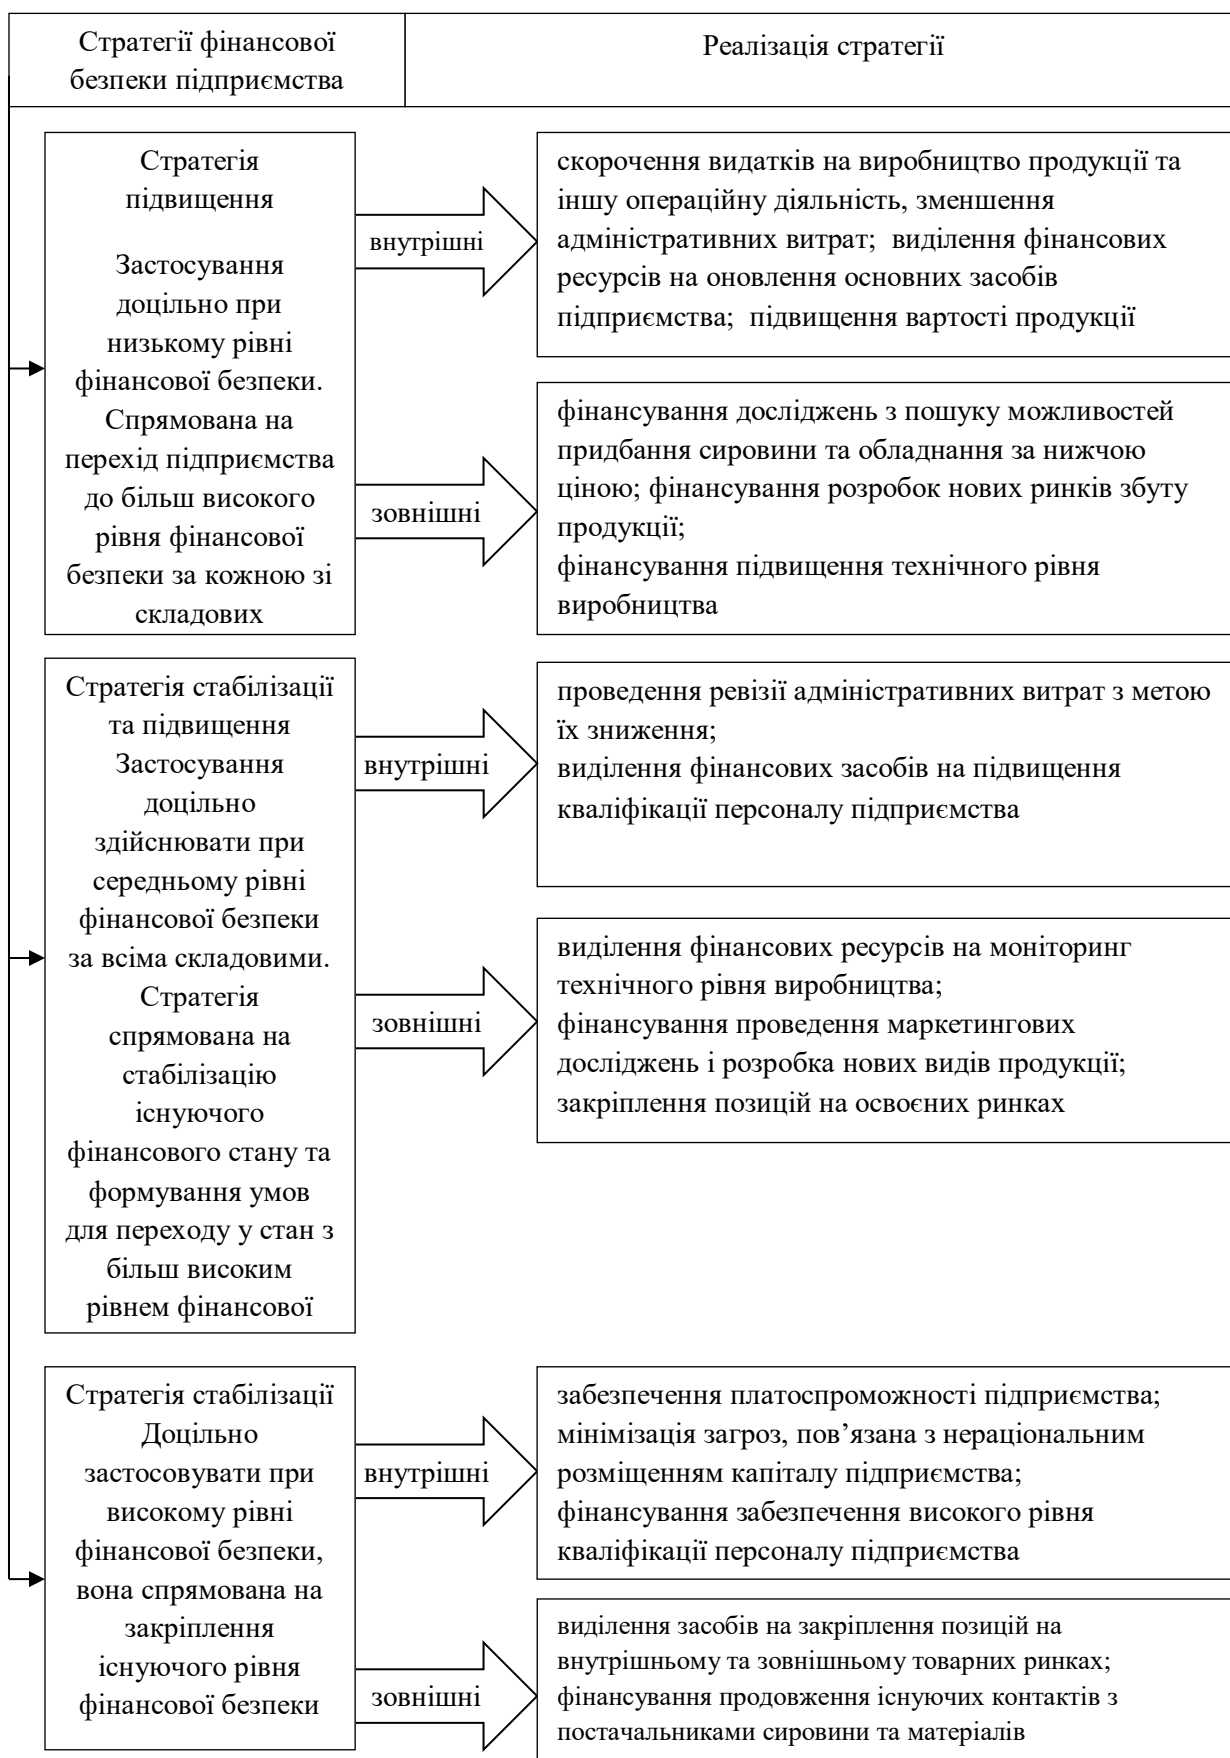 Стратегії фінансової
безпеки підприємства
Реалізація стратегії
Стратегія
підвищення
Застосування
доцільно при
низькому рівні
фінансової безпеки.
Спрямована на
перехід підприємства
до більш високого
рівня фінансової
безпеки за кожною зі
складових
внутрішні
скорочення видатків на виробництво продукції та
іншу операційну діяльність, зменшення
адміністративних витрат; виділення фінансових
ресурсів на оновлення основних засобів
підприємства; підвищення вартості продукції
зовнішні
фінансування досліджень з пошуку можливостей
придбання сировини та обладнання за нижчою
ціною; фінансування розробок нових ринків збуту
продукції;
фінансування підвищення технічного рівня
виробництва
Стратегія стабілізації
та підвищення
Застосування
доцільно
здійснювати при
середньому рівні
фінансової безпеки
за всіма складовими.
Стратегія
спрямована на
стабілізацію
існуючого
фінансового стану та
формування умов
для переходу у стан з
більш високим
рівнем фінансової
внутрішні
проведення ревізії адміністративних витрат з метою
їх зниження;
виділення фінансових засобів на підвищення
кваліфікації персоналу підприємства
зовнішні
виділення фінансових ресурсів на моніторинг
технічного рівня виробництва;
фінансування проведення маркетингових
досліджень і розробка нових видів продукції;
закріплення позицій на освоєних ринках
Стратегія стабілізації
Доцільно
застосовувати при
високому рівні
фінансової безпеки,
вона спрямована на
закріплення
існуючого рівня
фінансової безпеки
внутрішні
забезпечення платоспроможності підприємства;
мінімізація загроз, пов’язана з нераціональним
розміщенням капіталу підприємства;
фінансування забезпечення високого рівня
кваліфікації персоналу підприємства
зовнішні
виділення засобів на закріплення позицій на
внутрішньому та зовнішньому товарних ринках;
фінансування продовження існуючих контактів з
постачальниками сировини та матеріалів